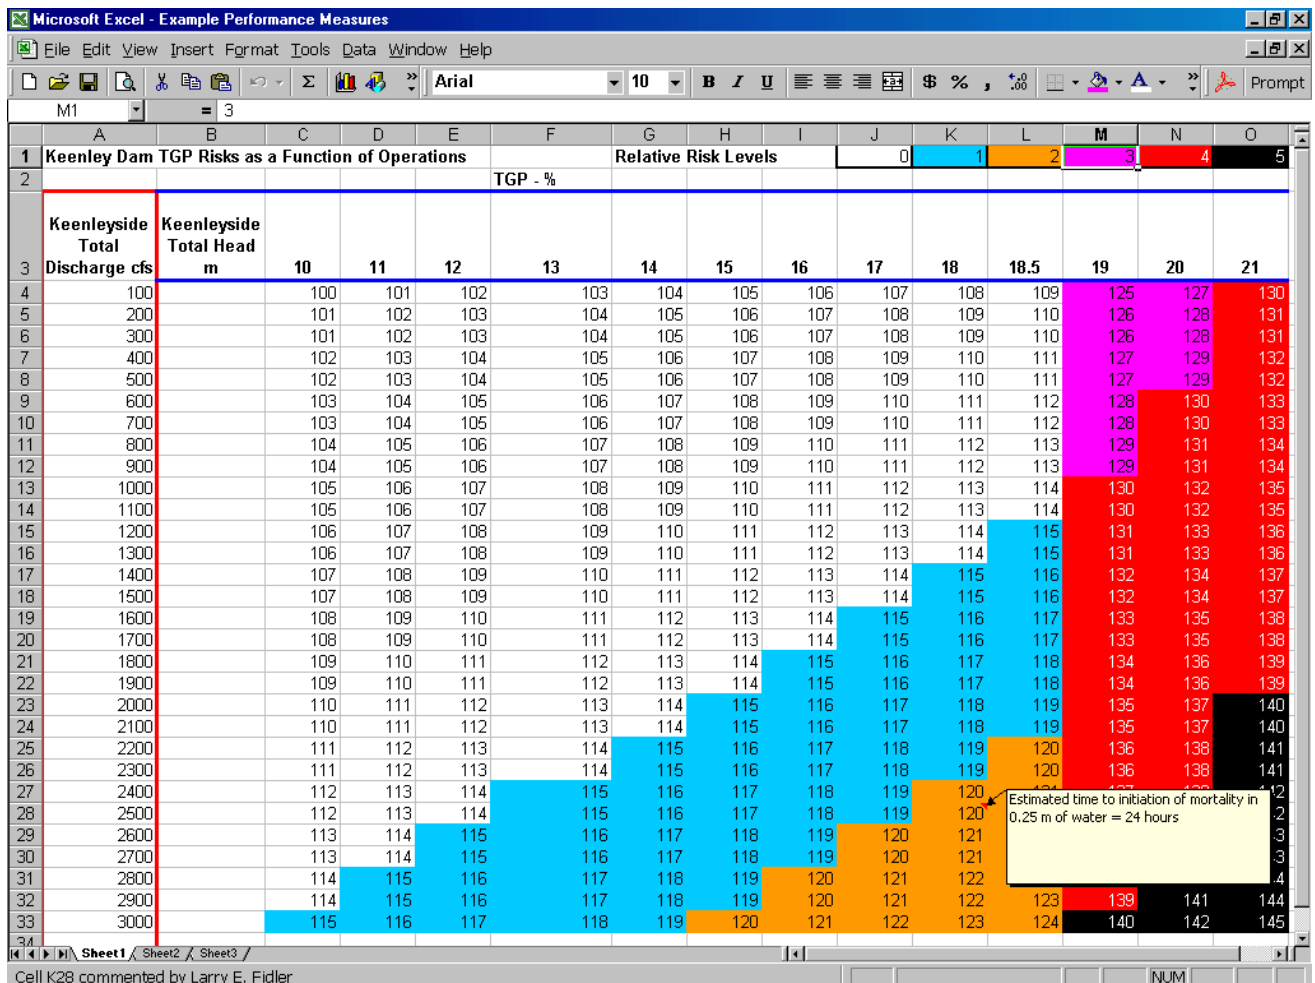 Microsoft Excel - Example Performance Measures
File Edit View Insert Format Tools Data Window Help
Arial 10 B I U $ % , Prompt
M1 = 3
A B C D E F G H I J K L M N O
1 Keenley Dam TGP Risks as a Function of Operations Relative Risk Levels 0 1 2 3 4 5
2 TGP - %
Keenleyside Keenleyside
Total Total Head
3 Discharge cfs m 10 11 12 13 14 15 16 17 18 18.5 19 20 21
4 100 100 101 102 103 104 105 106 107 108 109 125 127 130
5 200 101 102 103 104 105 106 107 108 109 110 126 128 131
6 300 101 102 103 104 105 106 107 108 109 110 126 128 131
7 400 102 103 104 105 106 107 108 109 110 111 127 129 132
8 500 102 103 104 105 106 107 108 109 110 111 127 129 132
9 600 103 104 105 106 107 108 109 110 111 112 128 130 133
10 700 103 104 105 106 107 108 109 110 111 112 128 130 133
11 800 104 105 106 107 108 109 110 111 112 113 129 131 134
12 900 104 105 106 107 108 109 110 111 112 113 129 131 134
13 1000 105 106 107 108 109 110 111 112 113 114 130 132 135
14 1100 105 106 107 108 109 110 111 112 113 114 130 132 135
15 1200 106 107 108 109 110 111 112 113 114 115 131 133 136
16 1300 106 107 108 109 110 111 112 113 114 115 131 133 136
17 1400 107 108 109 110 111 112 113 114 115 116 132 134 137
18 1500 107 108 109 110 111 112 113 114 115 116 132 134 137
19 1600 108 109 110 111 112 113 114 115 116 117 133 135 138
20 1700 108 109 110 111 112 113 114 115 116 117 133 135 138
21 1800 109 110 111 112 113 114 115 116 117 118 134 136 139
22 1900 109 110 111 112 113 114 115 116 117 118 134 136 139
23 2000 110 111 112 113 114 115 116 117 118 119 135 137 140
24 2100 110 111 112 113 114 115 116 117 118 119 135 137 140
25 2200 111 112 113 114 115 116 117 118 119 120 136 138 141
26 2300 111 112 113 114 115 116 117 118 119 120 136 138 141
27 2400 112 113 114 115 116 117 118 119 120
28 2500 112 113 114 115 116 117 118 119 120
Estimated time to initiation of mortality in
0.25 m of water = 24 hours
29 2600 113 114 115 116 117 118 119 120 121
30 2700 113 114 115 116 117 118 119 120 121
31 2800 114 115 116 117 118 119 120 121 122
32 2900 114 115 116 117 118 119 120 121 122 123 139 141 144
33 3000 115 116 117 118 119 120 121 122 123 124 140 142 145
Sheet1 Sheet2 Sheet3
Cell K28 commented by Larry E. Fidler NUM